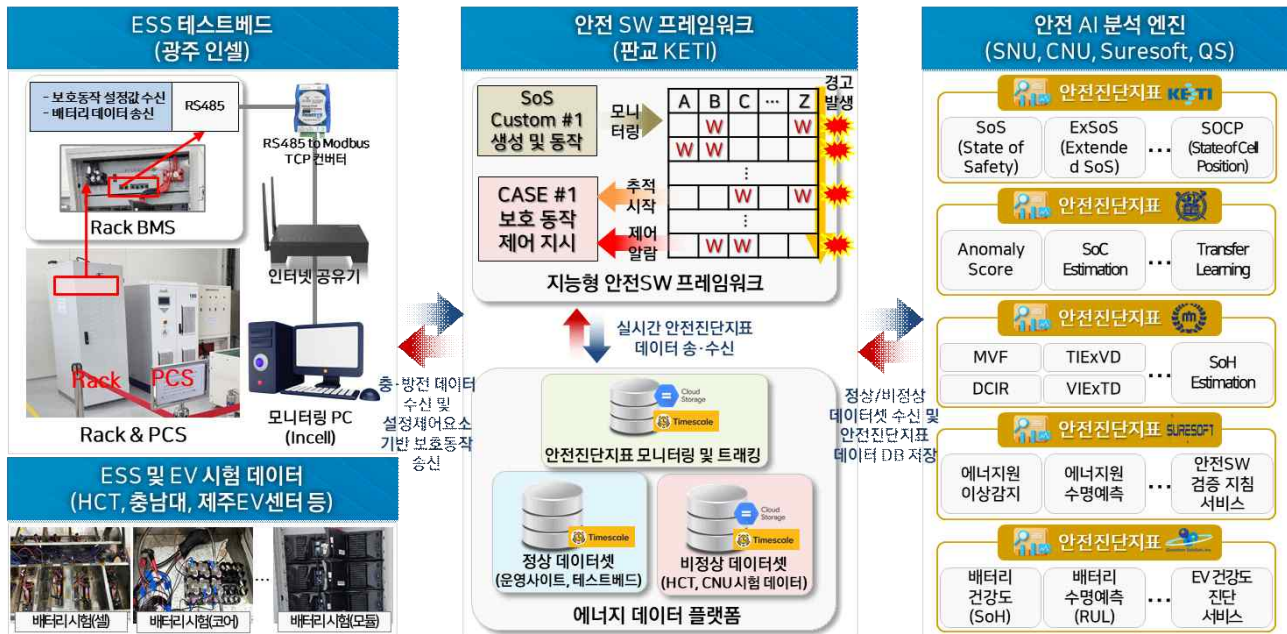 ESS 테스트베드
(광주 인셀)
- 보호동작 설정값 수신
- 배터리 데이터 송신
RS485
RS485 to Modbus
TCP 컨버터
Rack BMS
인터넷 공유기
Rack
PCS
Rack & PCS
모니터링 PC
(Incell)
ESS 및 EV 시험 데이터
(HCT, 충남대, 제주EV센터 등)
...
배터리시험(셀)
배터리시험(코어)
배터리시험(모듈)
충·방전 데이터
수신 및
설정제어요소
기반 보호동작
송신
안전 SW 프레임워크
(판교 KETI)
SoS
Custom #1
생성 및 동작
모니
터링
A B C ... Z
경고
발생
W W
W W
⋮
CASE #1
보호 동작
제어 지시
추적
시작
W W
⋮
제어
알람
W W
지능형 안전SW 프레임워크
실시간 안전진단지표
데이터 송·수신
Cloud
Storage
Timescale
안전진단지표 모니터링 및 트래킹
Timescale
정상 데이터셋
(운영사이트, 테스트베드)
Cloud
Storage
Timescale
비정상 데이터셋
(HCT, CNU 시험 데이터)
에너지 데이터 플랫폼
정상/비정상
데이터셋 수신 및
안전진단지표
데이터 DB 저장
안전 AI 분석 엔진
(SNU, CNU, Suresoft, QS)
안전진단지표 KETI
SoS
(State of
Safety)
ExSoS
(Extende
d SoS)
...
SOCP
(State of Cell
Position)
안전진단지표
Anomaly
Score
SoC
Estimation
...
Transfer
Learning
안전진단지표
MVF
TIExVD
DCIR
VIExTD
SoH
Estimation
안전진단지표 SURESOFT
에너지원
이상감지
에너지원
수명예측
...
안전SW
검증 지침
서비스
안전진단지표
배터리
건강도
(SoH)
배터리
수명예측
(RUL)
...
EV 건강도
진단
서비스